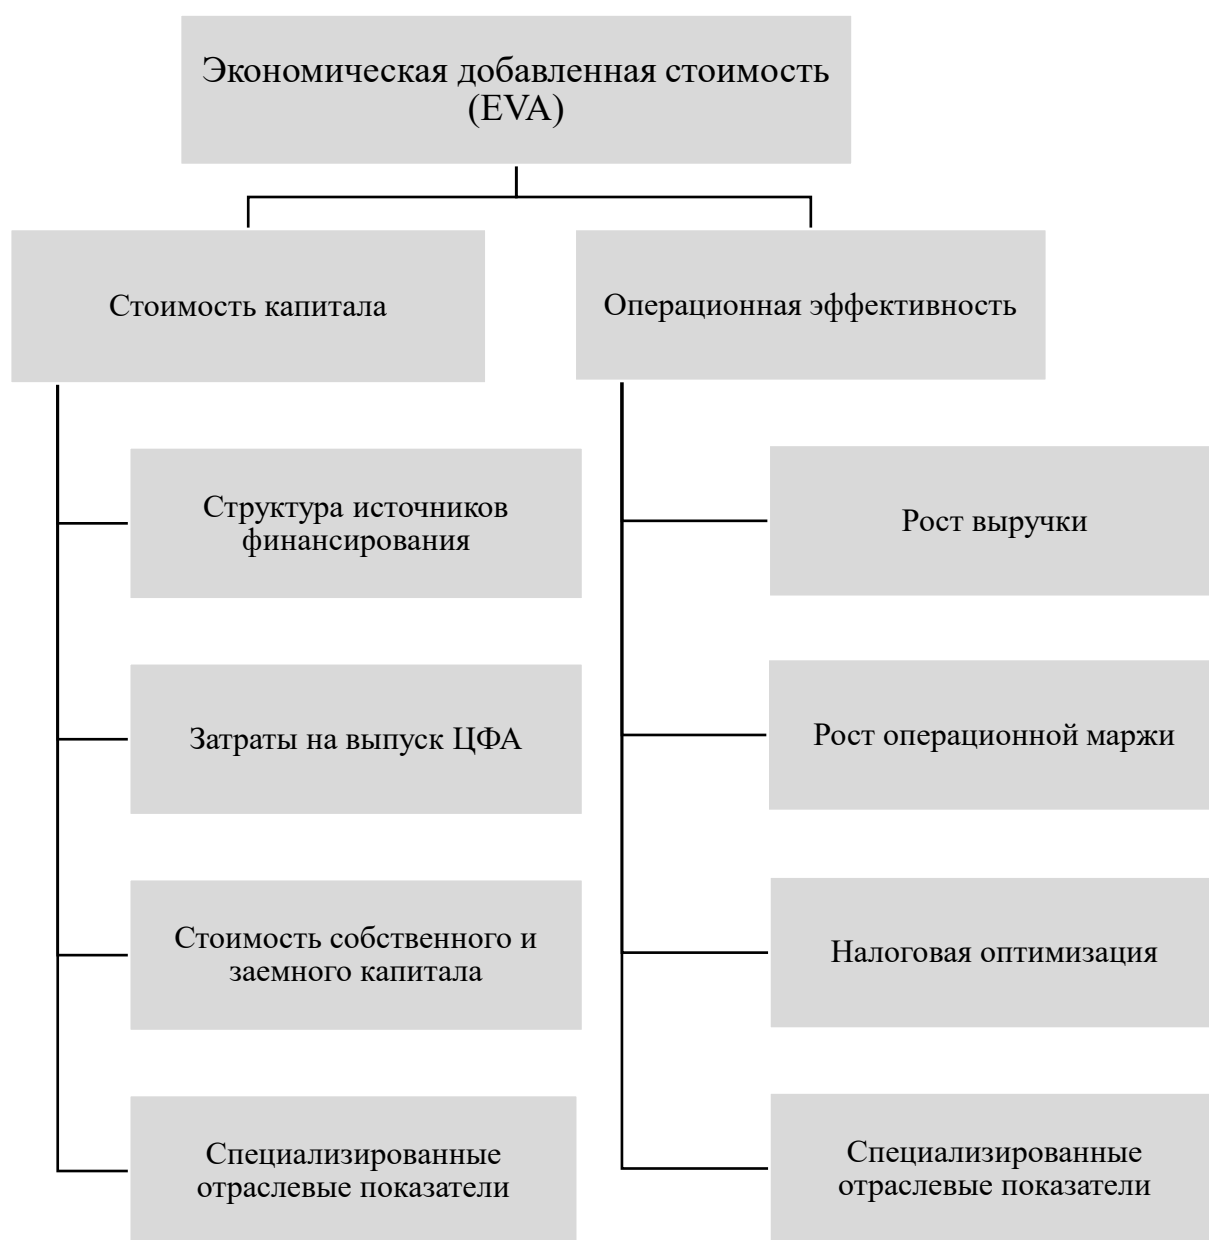 Экономическая добавленная стоимость
(EVA)
Стоимость капитала
Операционная эффективность
Структура источников
финансирования
Рост выручки
Затраты на выпуск ЦФА
Рост операционной маржи
Стоимость собственного и
заемного капитала
Налоговая оптимизация
Специализированные
отраслевые показатели
Специализированные
отраслевые показатели